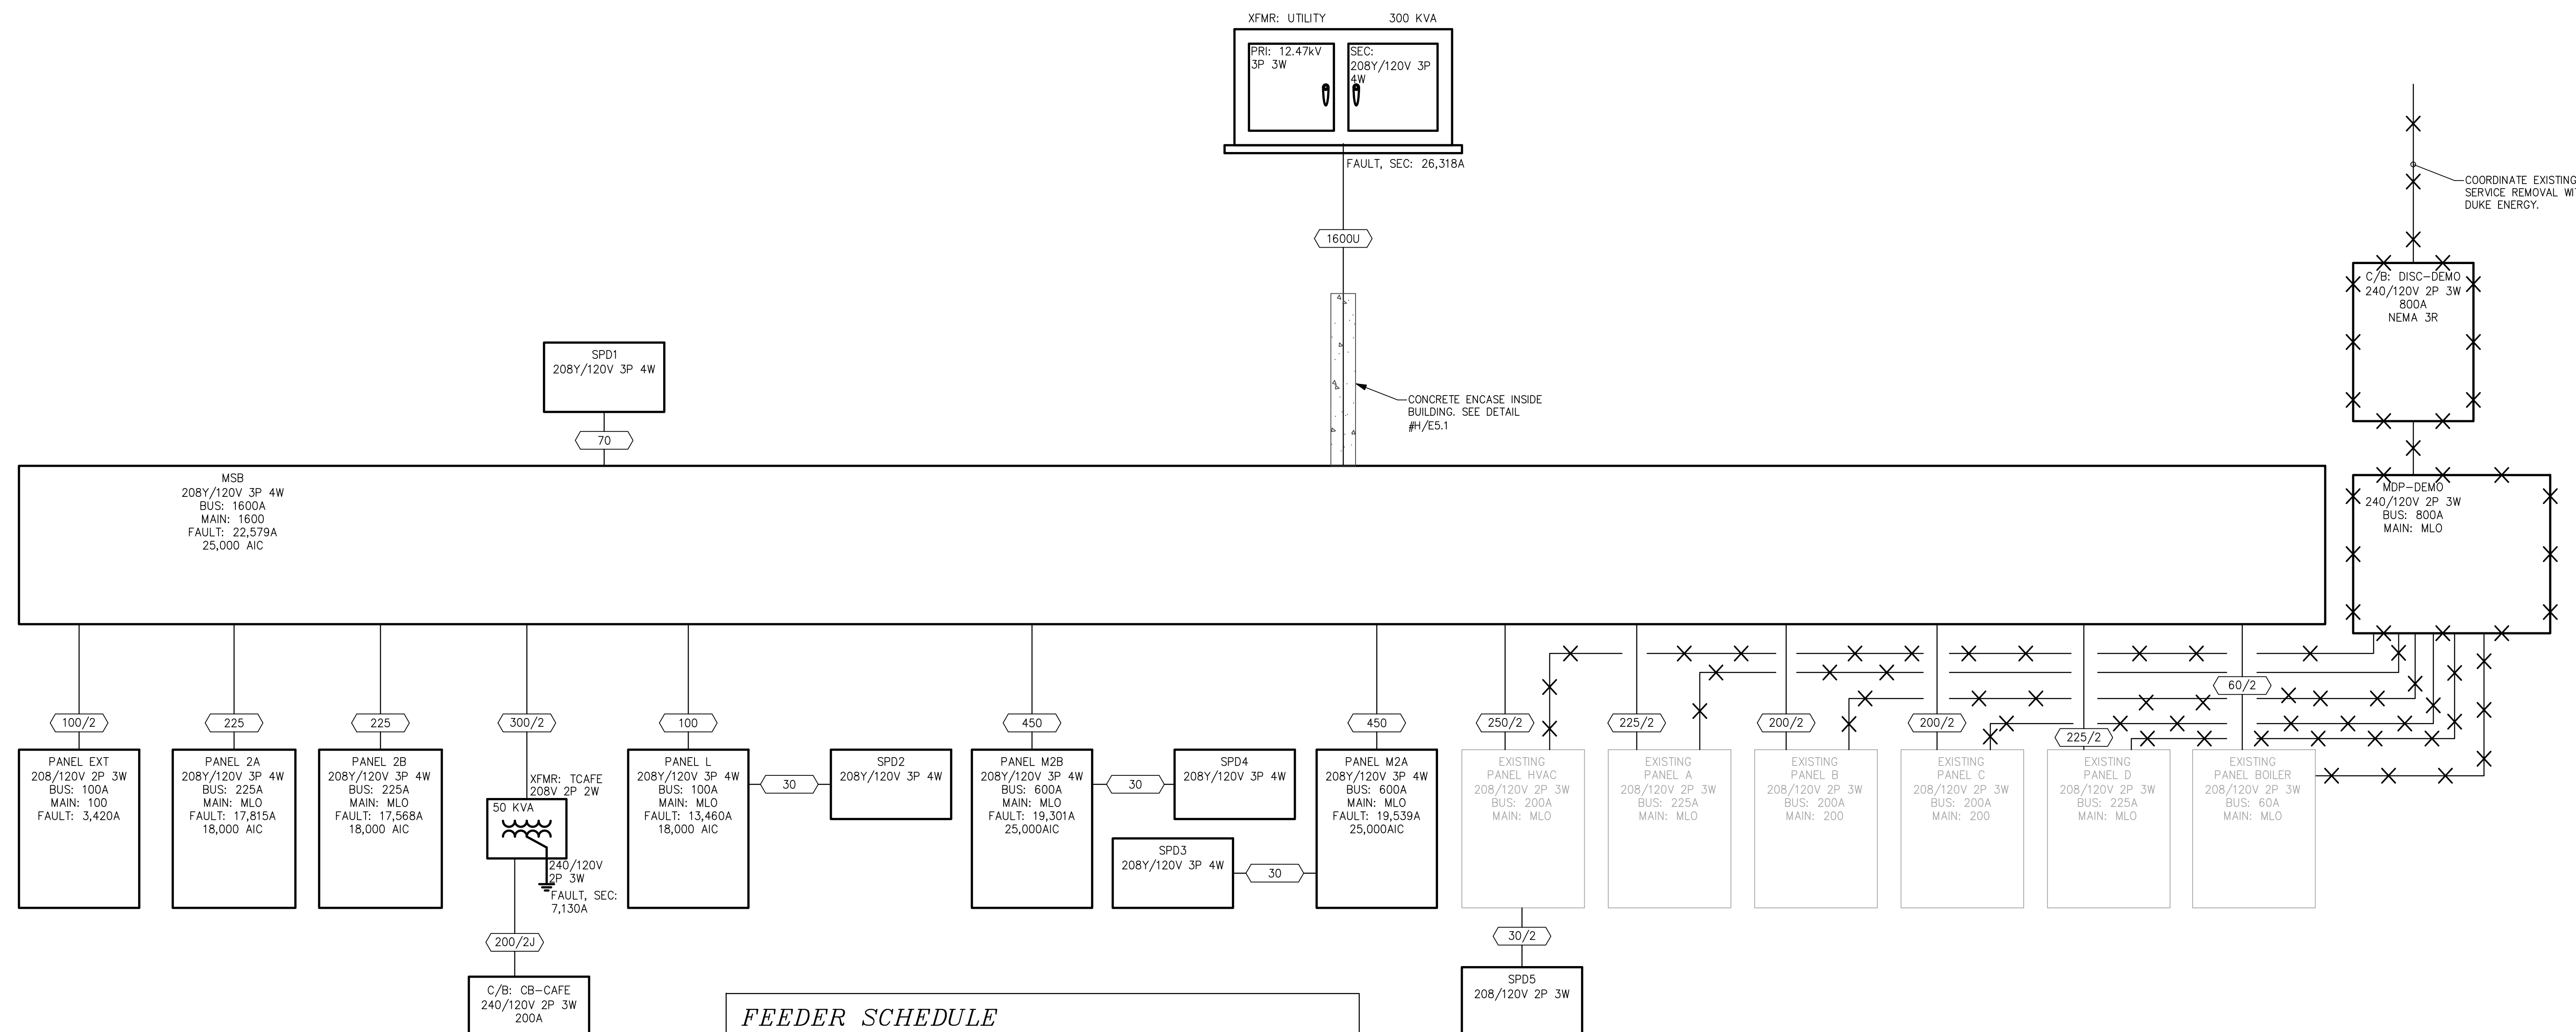 XFMR: UTILITY 300 KVA
PRI: 12.47kV
3P 3W
SEC:
208Y/120V 3P
4W
FAULT, SEC: 26,318A
1600U
CONCRETE ENCASE INSIDE
BUILDING. SEE DETAIL
#H/E5.1
COORDINATE EXISTING
SERVICE REMOVAL
DUKE ENERGY.
C/B: DISC-DEMO
240/120V 2P 3W
800A
NEMA 3R
SPD1
208Y/120V 3P 4W
70
MSB
208Y/120V 3P 4W
BUS: 1600A
MAIN: 1600
FAULT: 22,579A
25,000 AIC
MDP-DEMO
240/120V 2P 3W
BUS: 800A
MAIN: MLO
100/2
225
225
300/2
100
450
450
250/2
225/2
200/2
200/2
225/2
60/2
PANEL EXT
208/120V 2P 3W
BUS: 100A
MAIN: 100
FAULT: 3,420A
PANEL 2A
208Y/120V 3P 4W
BUS: 225A
MAIN: MLO
FAULT: 17,815A
18,000 AIC
PANEL 2B
208Y/120V 3P 4W
BUS: 225A
MAIN: MLO
FAULT: 17,568A
18,000 AIC
XFMR: TCAFE
208V 2P 2W
50 KVA
240/120V
2P 3W
FAULT, SEC:
7,130A
200/2J
C/B: CB-CAFE
240/120V 2P 3W
200A
PANEL L
208Y/120V 3P 4W
BUS: 100A
MAIN: MLO
FAULT: 13,460A
18,000 AIC
30
SPD2
208Y/120V 3P 4W
PANEL M2B
208Y/120V 3P 4W
BUS: 600A
MAIN: MLO
FAULT: 19,301A
25,000AIC
30
SPD4
208Y/120V 3P 4W
SPD3
208Y/120V 3P 4W
30
PANEL M2A
208Y/120V 3P 4W
BUS: 600A
MAIN: MLO
FAULT: 19,539A
25,000AIC
EXISTING
PANEL HVAC
208/120V 2P 3W
BUS: 200A
MAIN: MLO
30/2
SPD5
208/120V 2P 3W
EXISTING
PANEL A
208/120V 2P 3W
BUS: 225A
MAIN: MLO
EXISTING
PANEL B
208/120V 2P 3W
BUS: 200A
MAIN: 200
EXISTING
PANEL C
208/120V 2P 3W
BUS: 200A
MAIN: 200
EXISTING
PANEL D
208/120V 2P 3W
BUS: 225A
MAIN: MLO
EXISTING
PANEL BOILER
208/120V 2P 3W
BUS: 60A
MAIN: MLO
FEEDER SCHEDULE